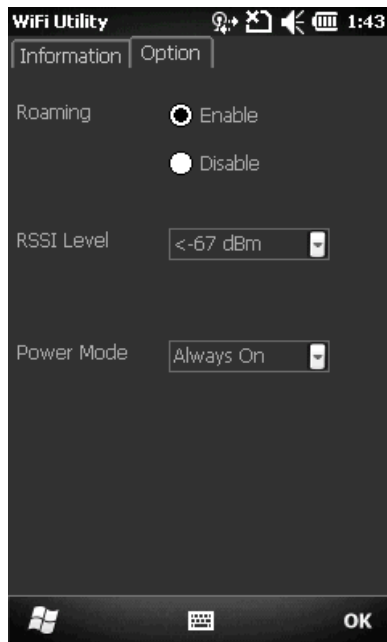 WiFi Utility 1:43
Information Option
Roaming Enable
Disable
RSSI Level <-67 dBm
Power Mode Always On
OK